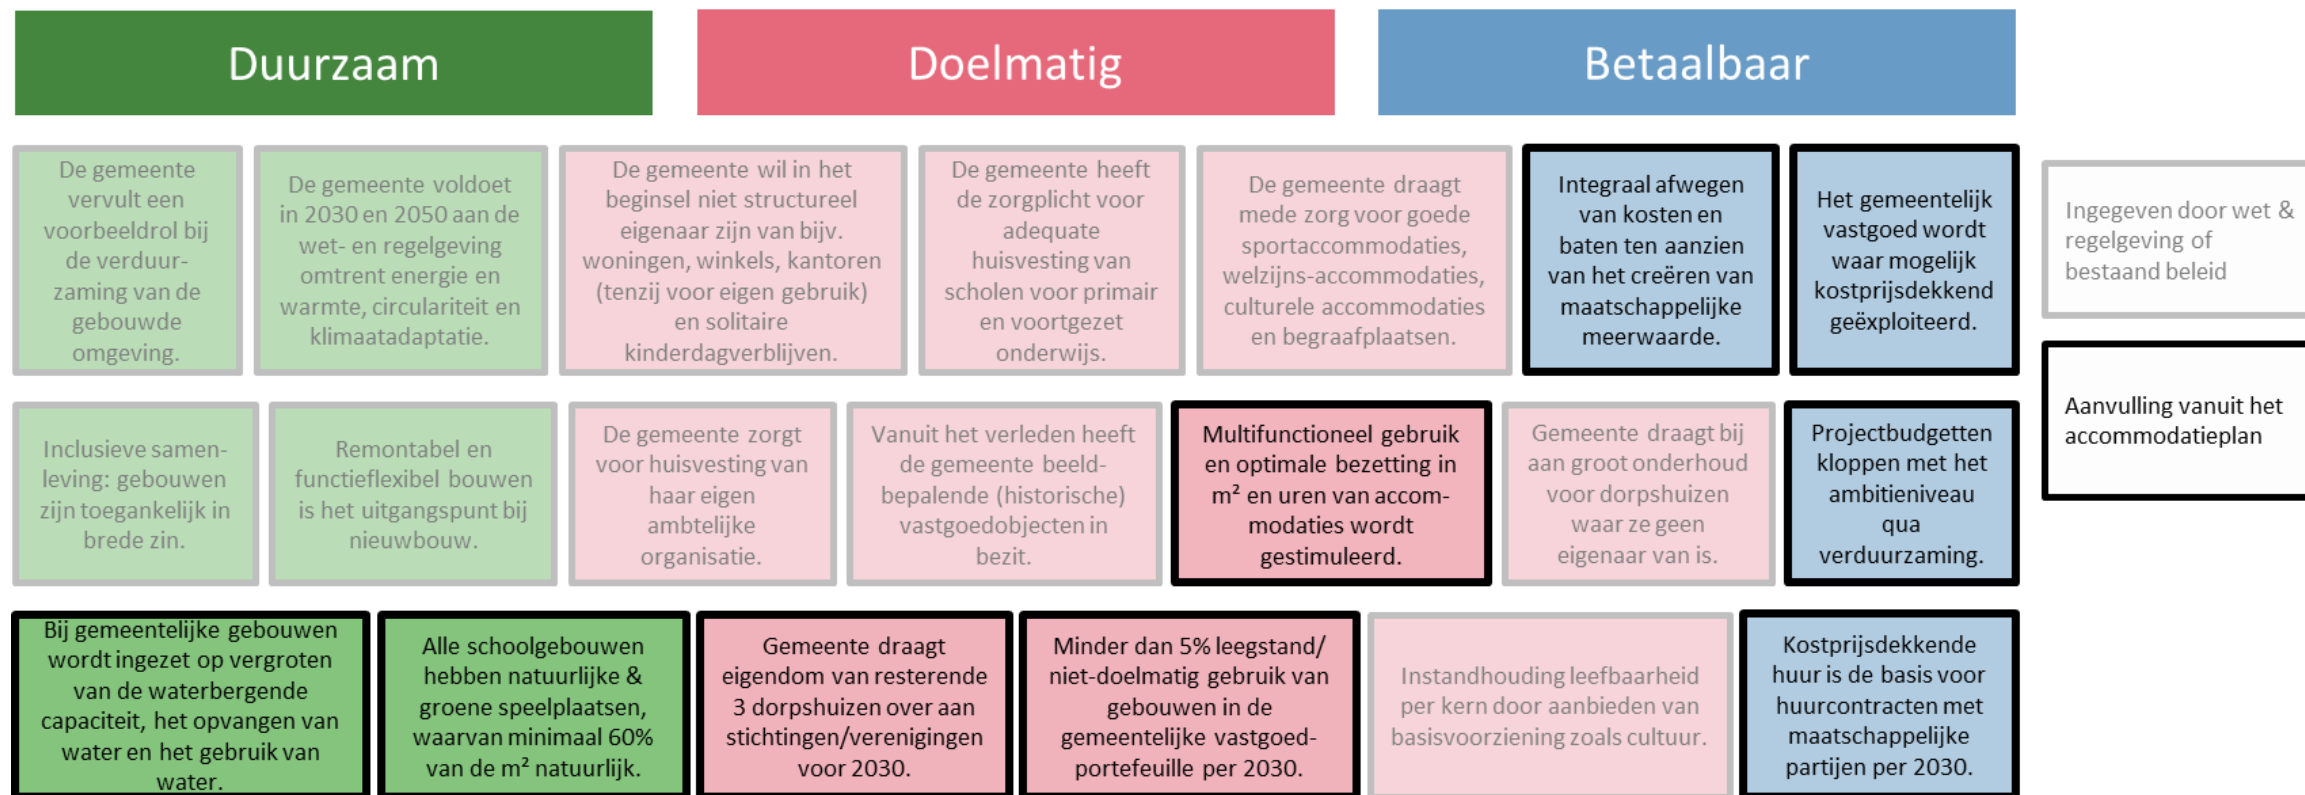 Duurzaam
Doelmatig
Betaalbaar
De gemeente
vervult een
voorbeeldrol bij
de verduur-
zaming van de
gebouwde
omgeving.
De gemeente voldoet
in 2030 en 2050 aan de
wet- en regelgeving
omtrent energie en
warmte, circulariteit en
klimaatadaptatie.
De gemeente wil in het
beginsel niet structureel
eigenaar zijn van bijv.
woningen, winkels, kantoren
(tenzij voor eigen gebruik)
en solitaire
kinderdagverblijven.
De gemeente heeft
de zorgplicht voor
adequate
huisvesting van
scholen voor primair
en voortgezet
onderwijs.
De gemeente draagt
mede zorg voor goede
sportaccommodaties,
welzijns-accommodaties,
culturele accommodaties
en begraafplaatsen.
Integraal afwegen
van kosten en
baten ten aanzien
van het creëren van
maatschappelijke
meerwaarde.
Het gemeentelijk
vastgoed wordt
waar mogelijk
kostprijsdekkend
geëxploiteerd.
Ingegeven door wet &
regelgeving of
bestaand beleid
Inclusieve samen-
leving: gebouwen
zijn toegankelijk in
brede zin.
Remontabel en
functieflexibel bouwen
is het uitgangspunt bij
nieuwbouw.
De gemeente zorgt
voor huisvesting van
haar eigen
ambtelijke
organisatie.
Vanuit het verleden heeft
de gemeente beeld-
bepalende (historische)
vastgoedobjecten in
bezit.
Multifunctioneel gebruik
en optimale bezetting in
m² en uren van accom-
modaties wordt
gestimuleerd.
Gemeente draagt bij
aan groot onderhoud
voor dorpshuizen
waar ze geen
eigenaar van is.
Projectbudgetten
kloppen met het
ambitieniveau
qua
verduurzaming.
Aanvulling vanuit het
accommodatieplan
Bij gemeentelijke gebouwen
wordt ingezet op vergroten
van de waterbergende
capaciteit, het opvangen van
water en het gebruik van
water.
Alle schoolgebouwen
hebben natuurlijke &
groene speelplaatsen,
waarvan minimaal 60%
van de m² natuurlijk.
Gemeente draagt
eigendom van resterende
3 dorpshuizen over aan
stichtingen/verenigingen
voor 2030.
Minder dan 5% leegstand/
niet-doelmatig gebruik van
gebouwen in de
gemeentelijke vastgoed-
portefeuille per 2030.
Instandhouding leefbaarheid
per kern door aanbieden van
basisvoorziening zoals cultuur.
Kostprijsdekkende
huur is de basis voor
huurcontracten met
maatschappelijke
partijen per 2030.